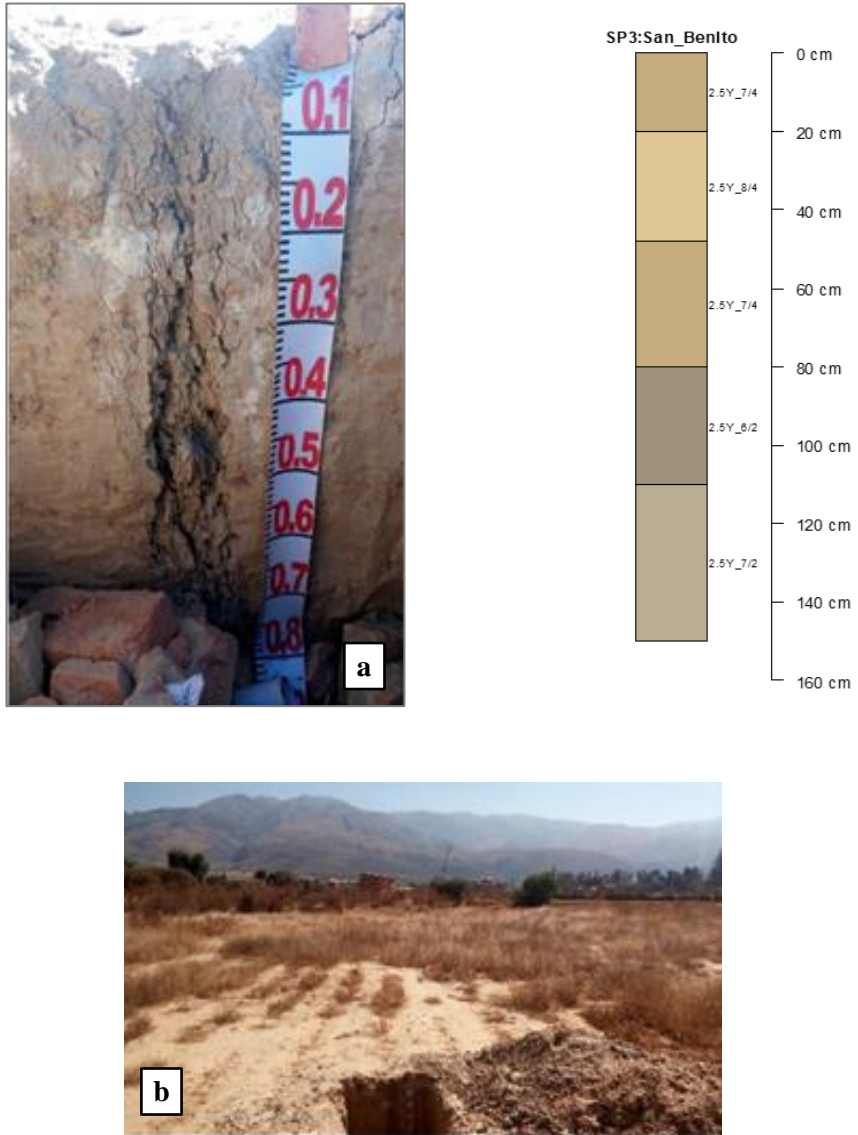 0.1
0.2
0.3
0.4
0.5
0.6
0.7
0.8
a
SP3:San_Benito
0 cm
2.5Y_7/4
20 cm
2.5Y_8/4
40 cm
60 cm
2.5Y_7/4
80 cm
2.5Y_6/2
100 cm
120 cm
2.5Y_7/2
140 cm
160 cm
b